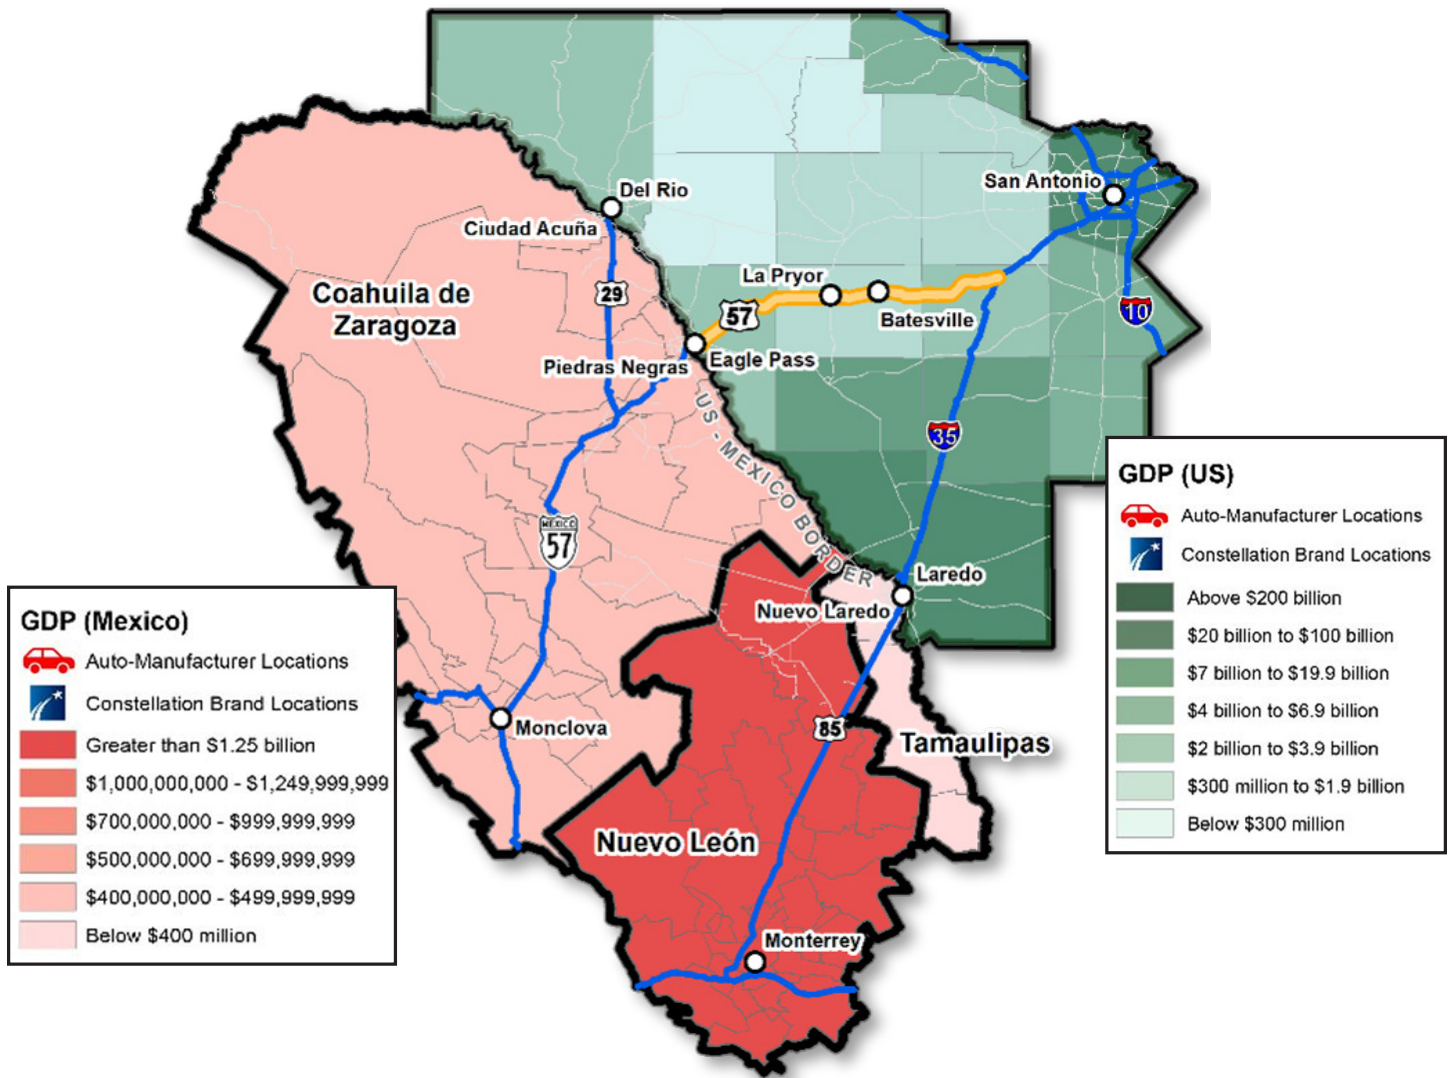 Del Rio
Ciudad Acuña
San Antonio
Coahuila de
Zaragoza
29
La Pryor
57
Batesville
10
Piedras Negras
Eagle Pass
US - MEXICO BORDER
35
MEXICO
57
Laredo
Nuevo Laredo
Monclova
85
Tamaulipas
Nuevo León
Monterrey
GDP (Mexico)
Auto-Manufacturer Locations
Constellation Brand Locations
Greater than $1.25 billion
$1,000,000,000 - $1,249,999,999
$700,000,000 - $999,999,999
$500,000,000 - $699,999,999
$400,000,000 - $499,999,999
Below $400 million
GDP (US)
Auto-Manufacturer Locations
Constellation Brand Locations
Above $200 billion
$20 billion to $100 billion
$7 billion to $19.9 billion
$4 billion to $6.9 billion
$2 billion to $3.9 billion
$300 million to $1.9 billion
Below $300 million